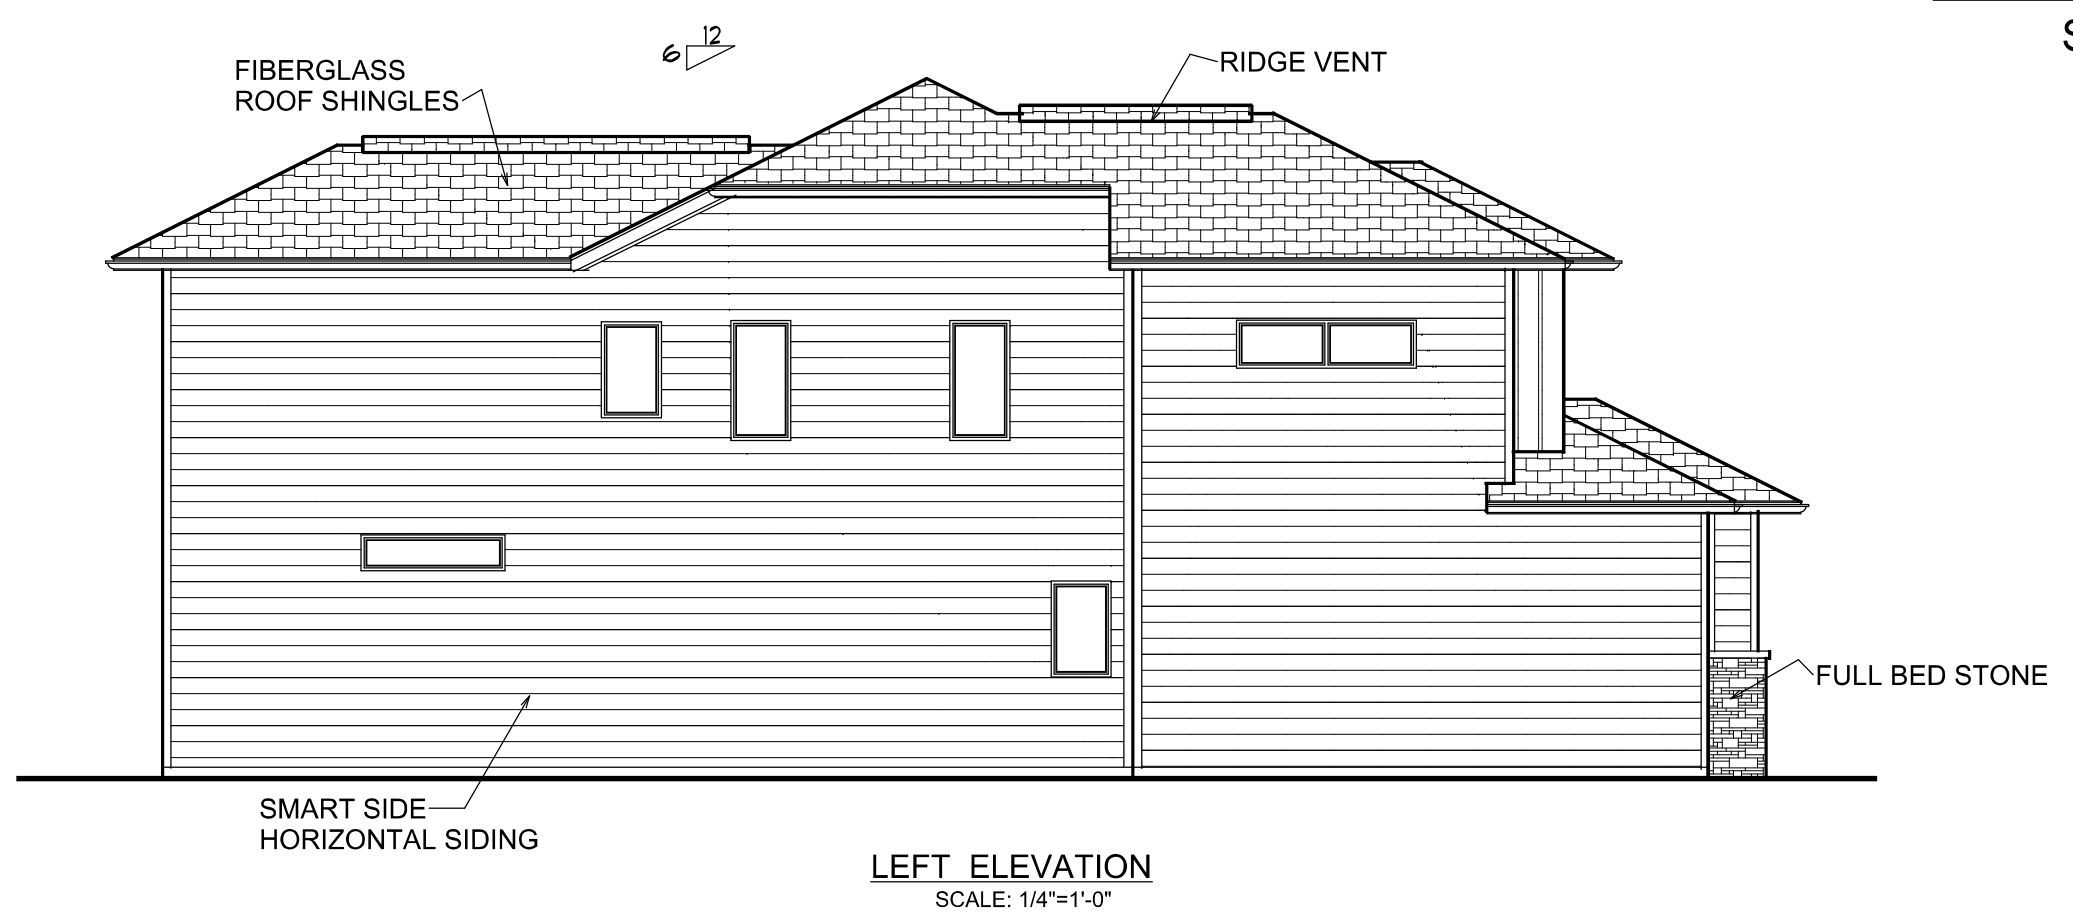 12
6
FIBERGLASS
ROOF SHINGLES
RIDGE VENT
FULL BED STONE
SMART SIDE
HORIZONTAL SIDING
LEFT ELEVATION
SCALE: 1/4"=1'-0"